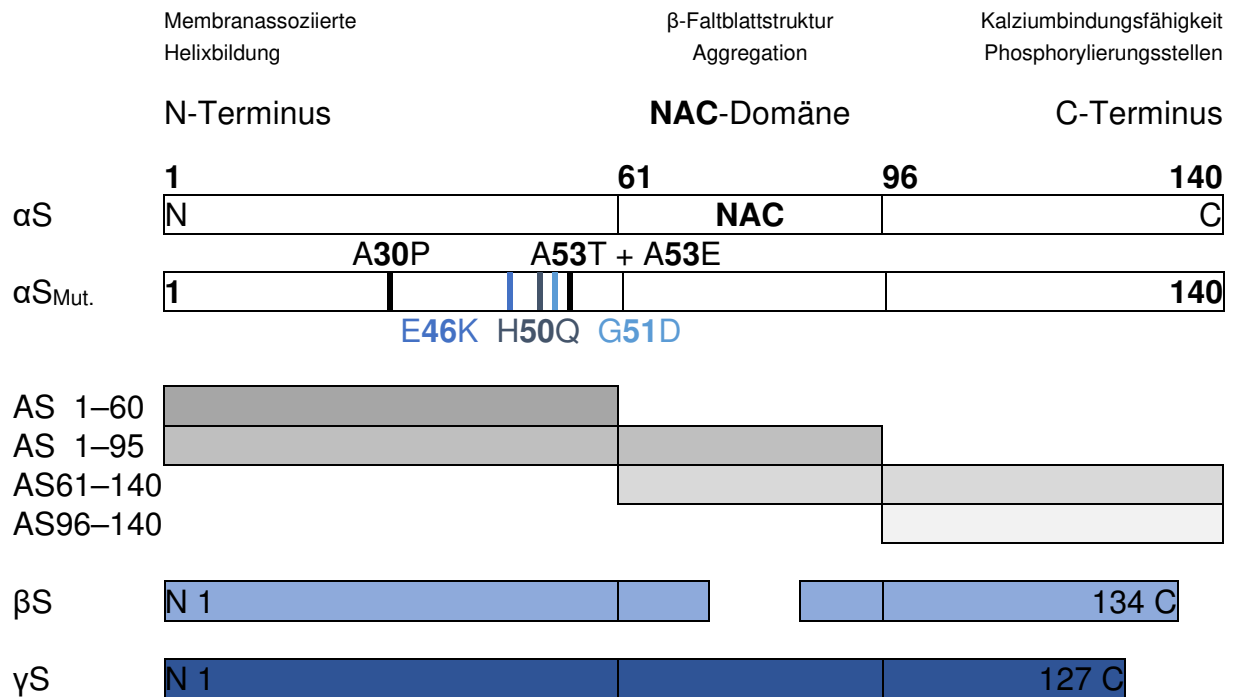 Membranassoziierte β-Faltblattstruktur Kalziumbindungsfähigkeit
Helixbildung Aggregation Phosphorylierungsstellen
N-Terminus NAC-Domäne C-Terminus
1 61 96 140
αS N NAC C
A30P A53T + A53E
αSMut. 1 140
E46K H50Q G51D
AS 1–60
AS 1–95
AS61–140
AS96–140
βS N 1 134 C
γS N 1 127 C